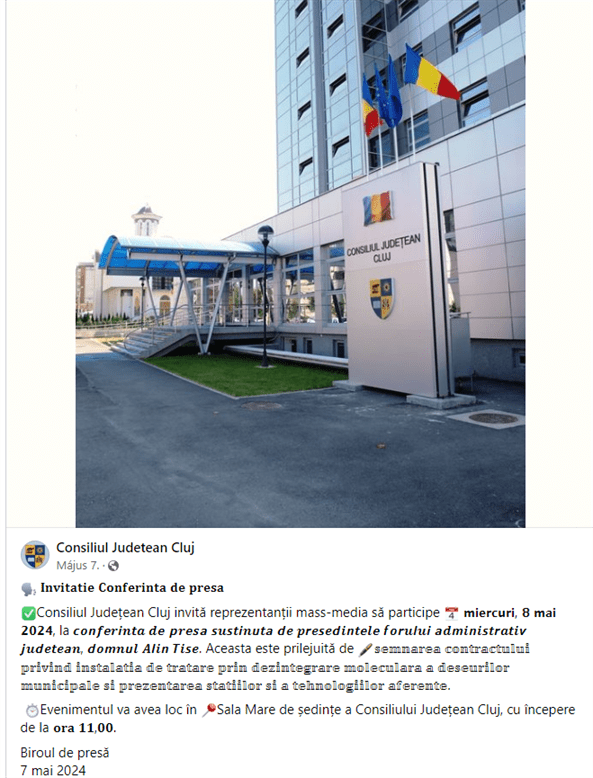 CONSILIUL JUDEȚEAN
CLUJ
Consiliul Judetean Cluj
Május 7. ·
🗣️ Invitatie Conferinta de presa
✅Consiliul Județean Cluj invită reprezentanții mass-media să participe 📅 miercuri, 8 mai
2024, la conferinta de presa sustinuta de presedintele forului administrativ
judetean, domnul Alin Tise. Aceasta este prilejuită de 🖋️semnarea contractului
privind instalatia de tratare prin dezintegrare moleculara a deseurilor
municipale si prezentarea statiilor si a tehnologiilor aferente.
⏱️Evenimentul va avea loc în 📍Sala Mare de ședințe a Consiliului Județean Cluj, cu începere
de la ora 11,00.
Biroul de presă
7 mai 2024